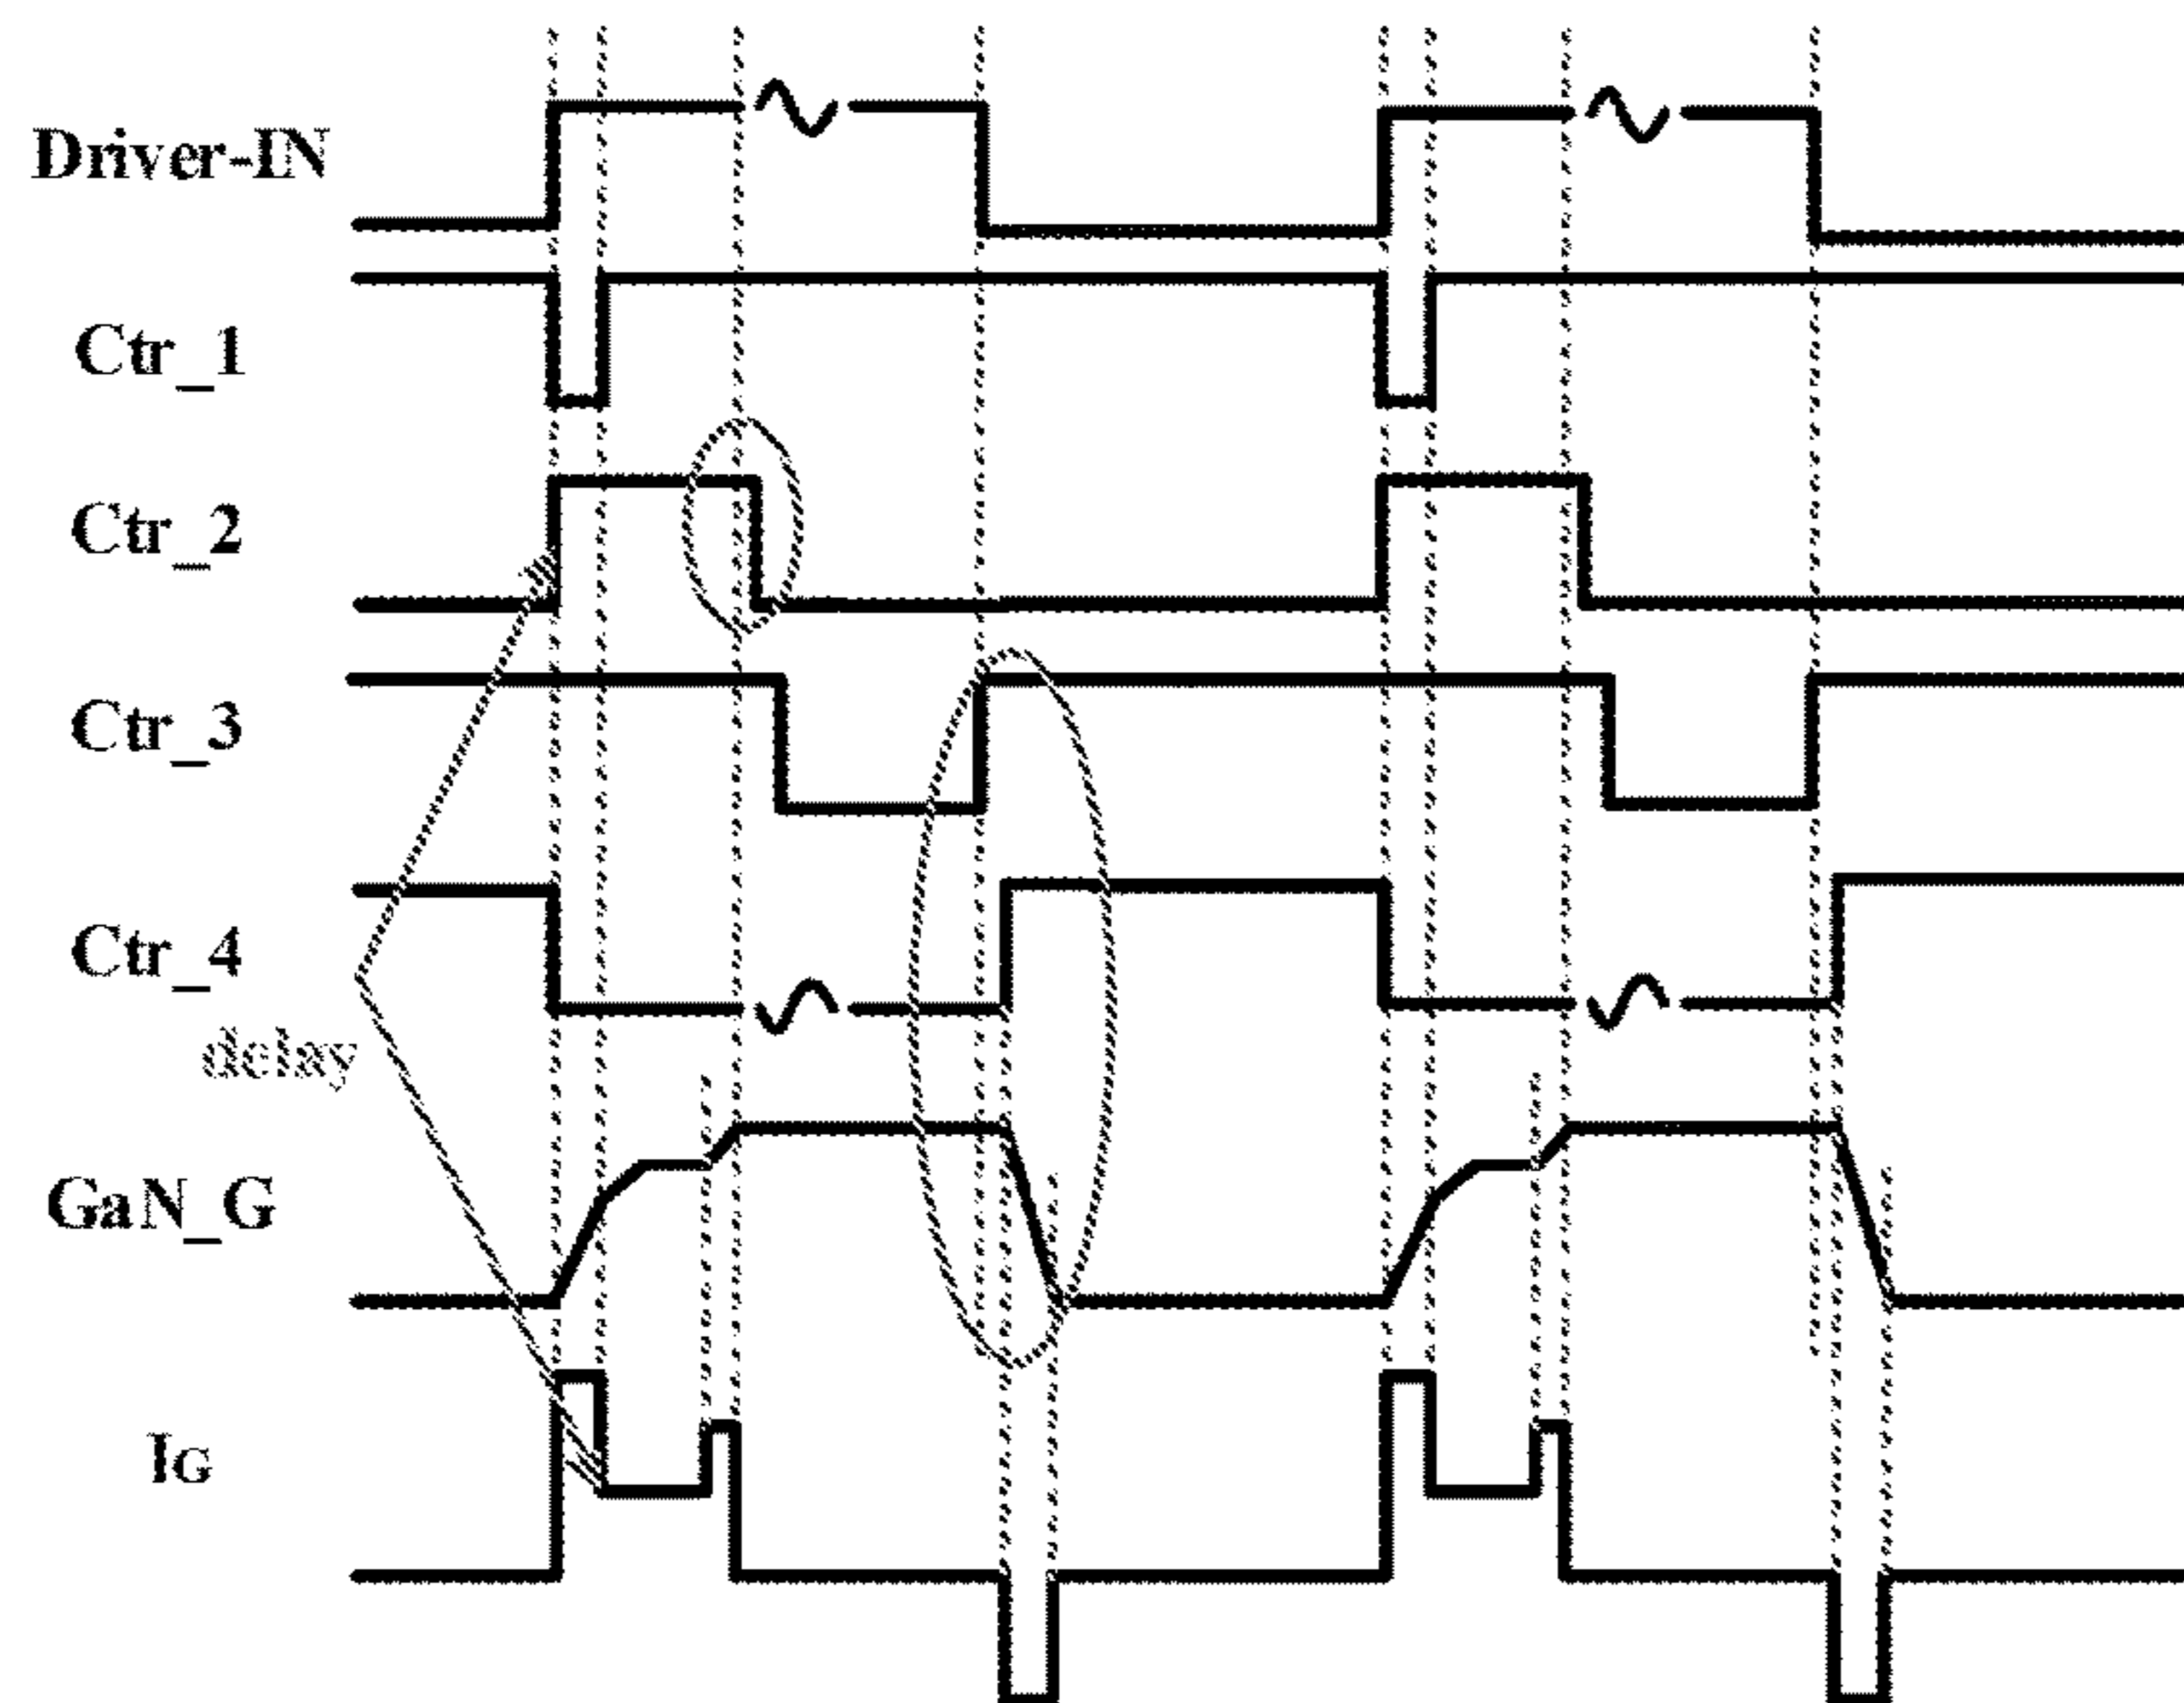 Driver-IN
Ctr_1
Ctr_2
Ctr_3
Ctr_4
delay
GaN_G
IG